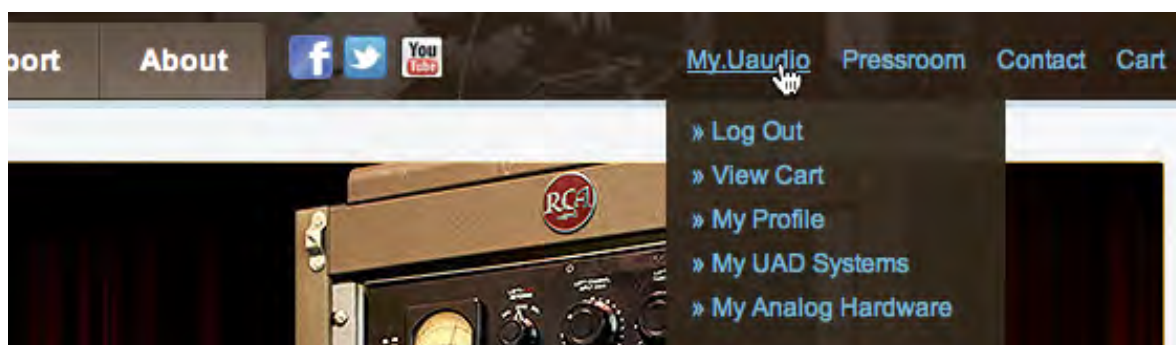 port About f You Tube My.Uaudio Pressroom Contact Cart
» Log Out
» View Cart
» My Profile
» My UAD Systems
» My Analog Hardware
RCA